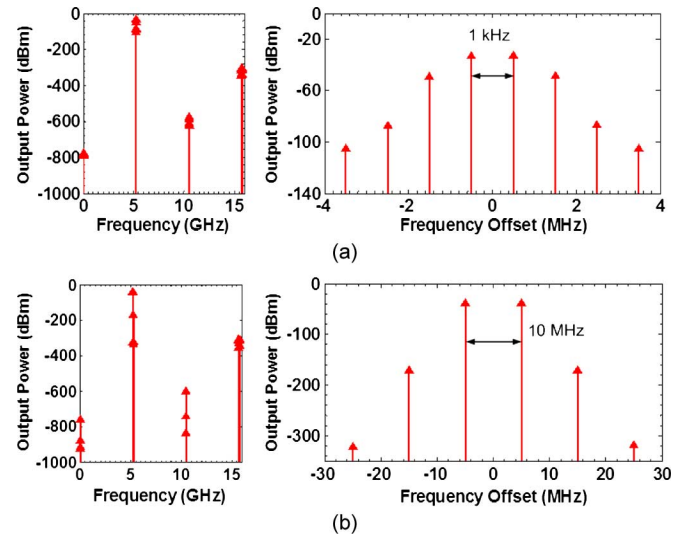 0
-200
-400
-600
-800
-1000
Output Power (dBm)
0 5 10 15
Frequency (GHz)
0
-20
-60
-100
-140
Output Power (dBm)
1 kHz
-4 -2 0 2 4
Frequency Offset (MHz)
(a)
0
-200
-400
-600
-800
-1000
Output Power (dBm)
0 5 10 15
Frequency (GHz)
0
-100
-200
-300
Output Power (dBm)
10 MHz
-30 -20 -10 0 10 20 30
Frequency Offset (MHz)
(b)